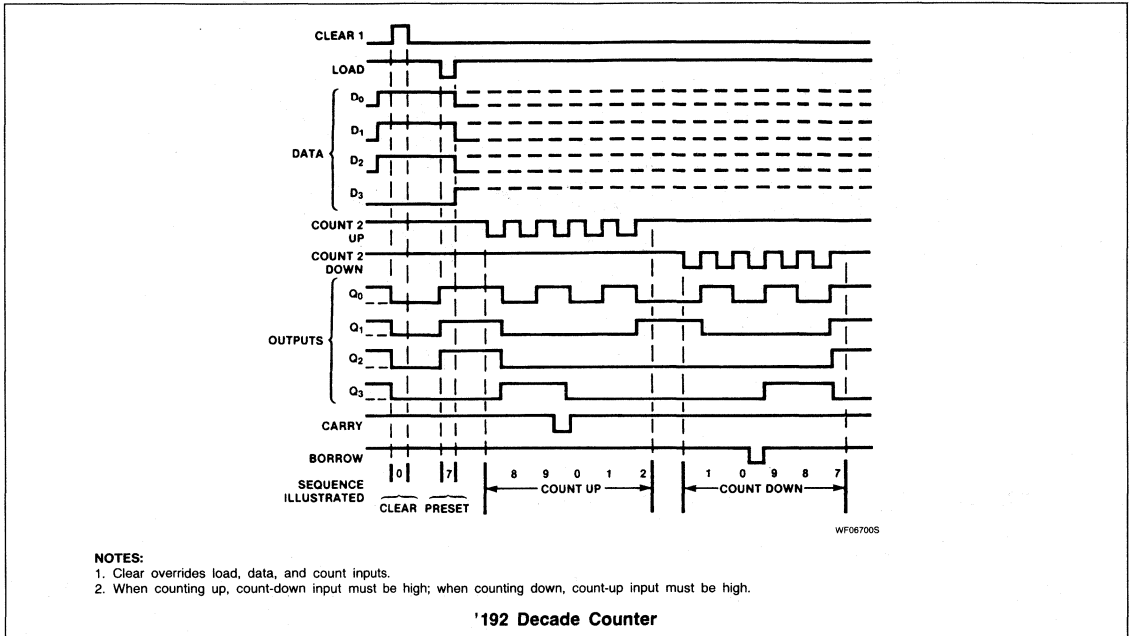 CLEAR 1
LOAD
D0
D1
DATA
D2
D3
COUNT 2
UP
COUNT 2
DOWN
Q0
Q1
OUTPUTS
Q2
Q3
CARRY
BORROW
0 7 8 9 0 1 2 1 0 9 8 7
SEQUENCE
ILLUSTRATED
COUNT UP COUNT DOWN
CLEAR PRESET
WF06700S
NOTES:
1. Clear overrides load, data, and count inputs.
2. When counting up, count-down input must be high; when counting down, count-up input must be high.
'192 Decade Counter